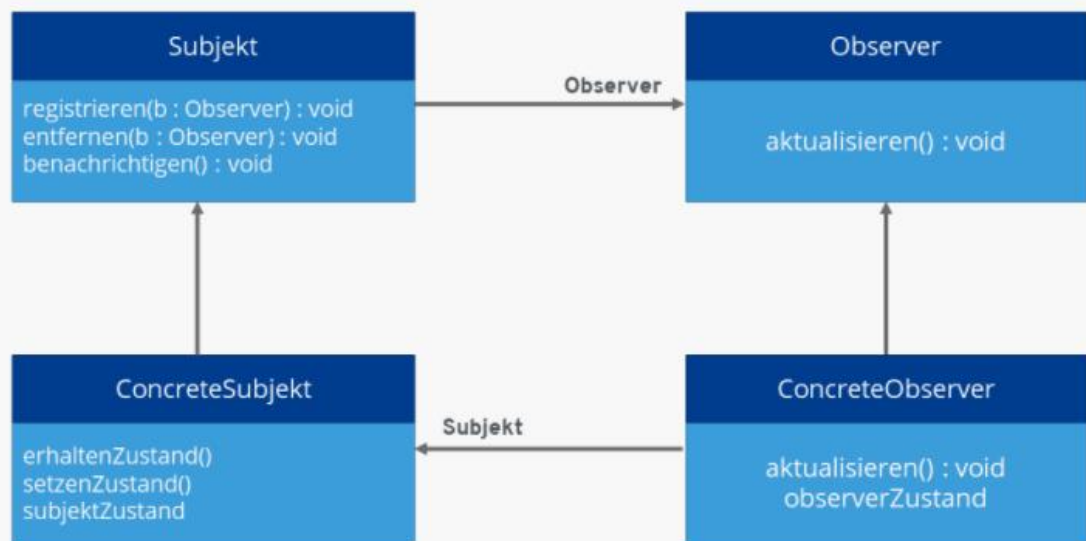 Subjekt
registrieren(b : Observer) : void
entfernen(b : Observer) : void
benachrichtigen() : void
Observer
Observer
aktualisieren() : void
ConcreteSubjekt
erhaltenZustand()
setzenZustand()
subjektZustand
Subjekt
ConcreteObserver
aktualisieren() : void
observerZustand